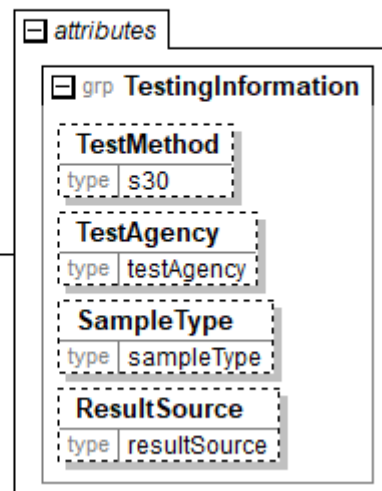 attributes
grp TestingInformation
TestMethod
type s30
TestAgency
type testAgency
SampleType
type sampleType
ResultSource
type resultSource